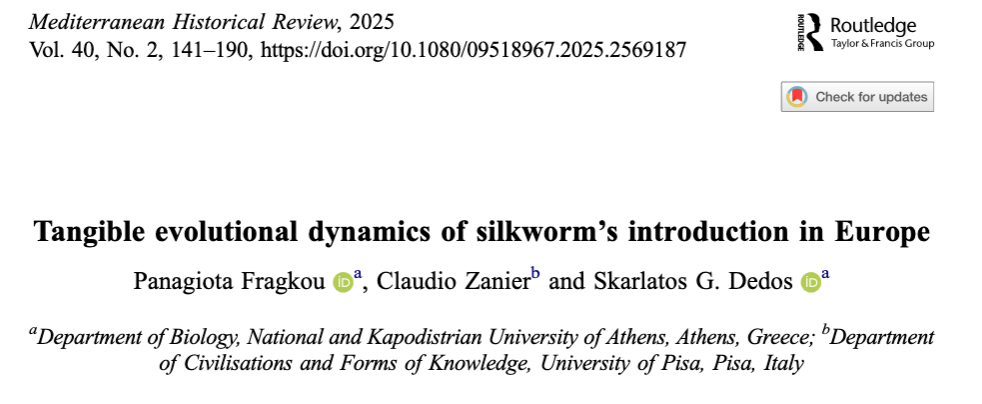 Mediterranean Historical Review, 2025
Vol. 40, No. 2, 141–190, https://doi.org/10.1080/09518967.2025.2569187
ROUTLEDGE
Routledge
Taylor & Francis Group
Check for updates
Tangible evolutional dynamics of silkworm’s introduction in Europe
Panagiota Fragkou iD a, Claudio Zanier b and Skarlatos G. Dedos iD a
aDepartment of Biology, National and Kapodistrian University of Athens, Athens, Greece; bDepartment
of Civilisations and Forms of Knowledge, University of Pisa, Pisa, Italy